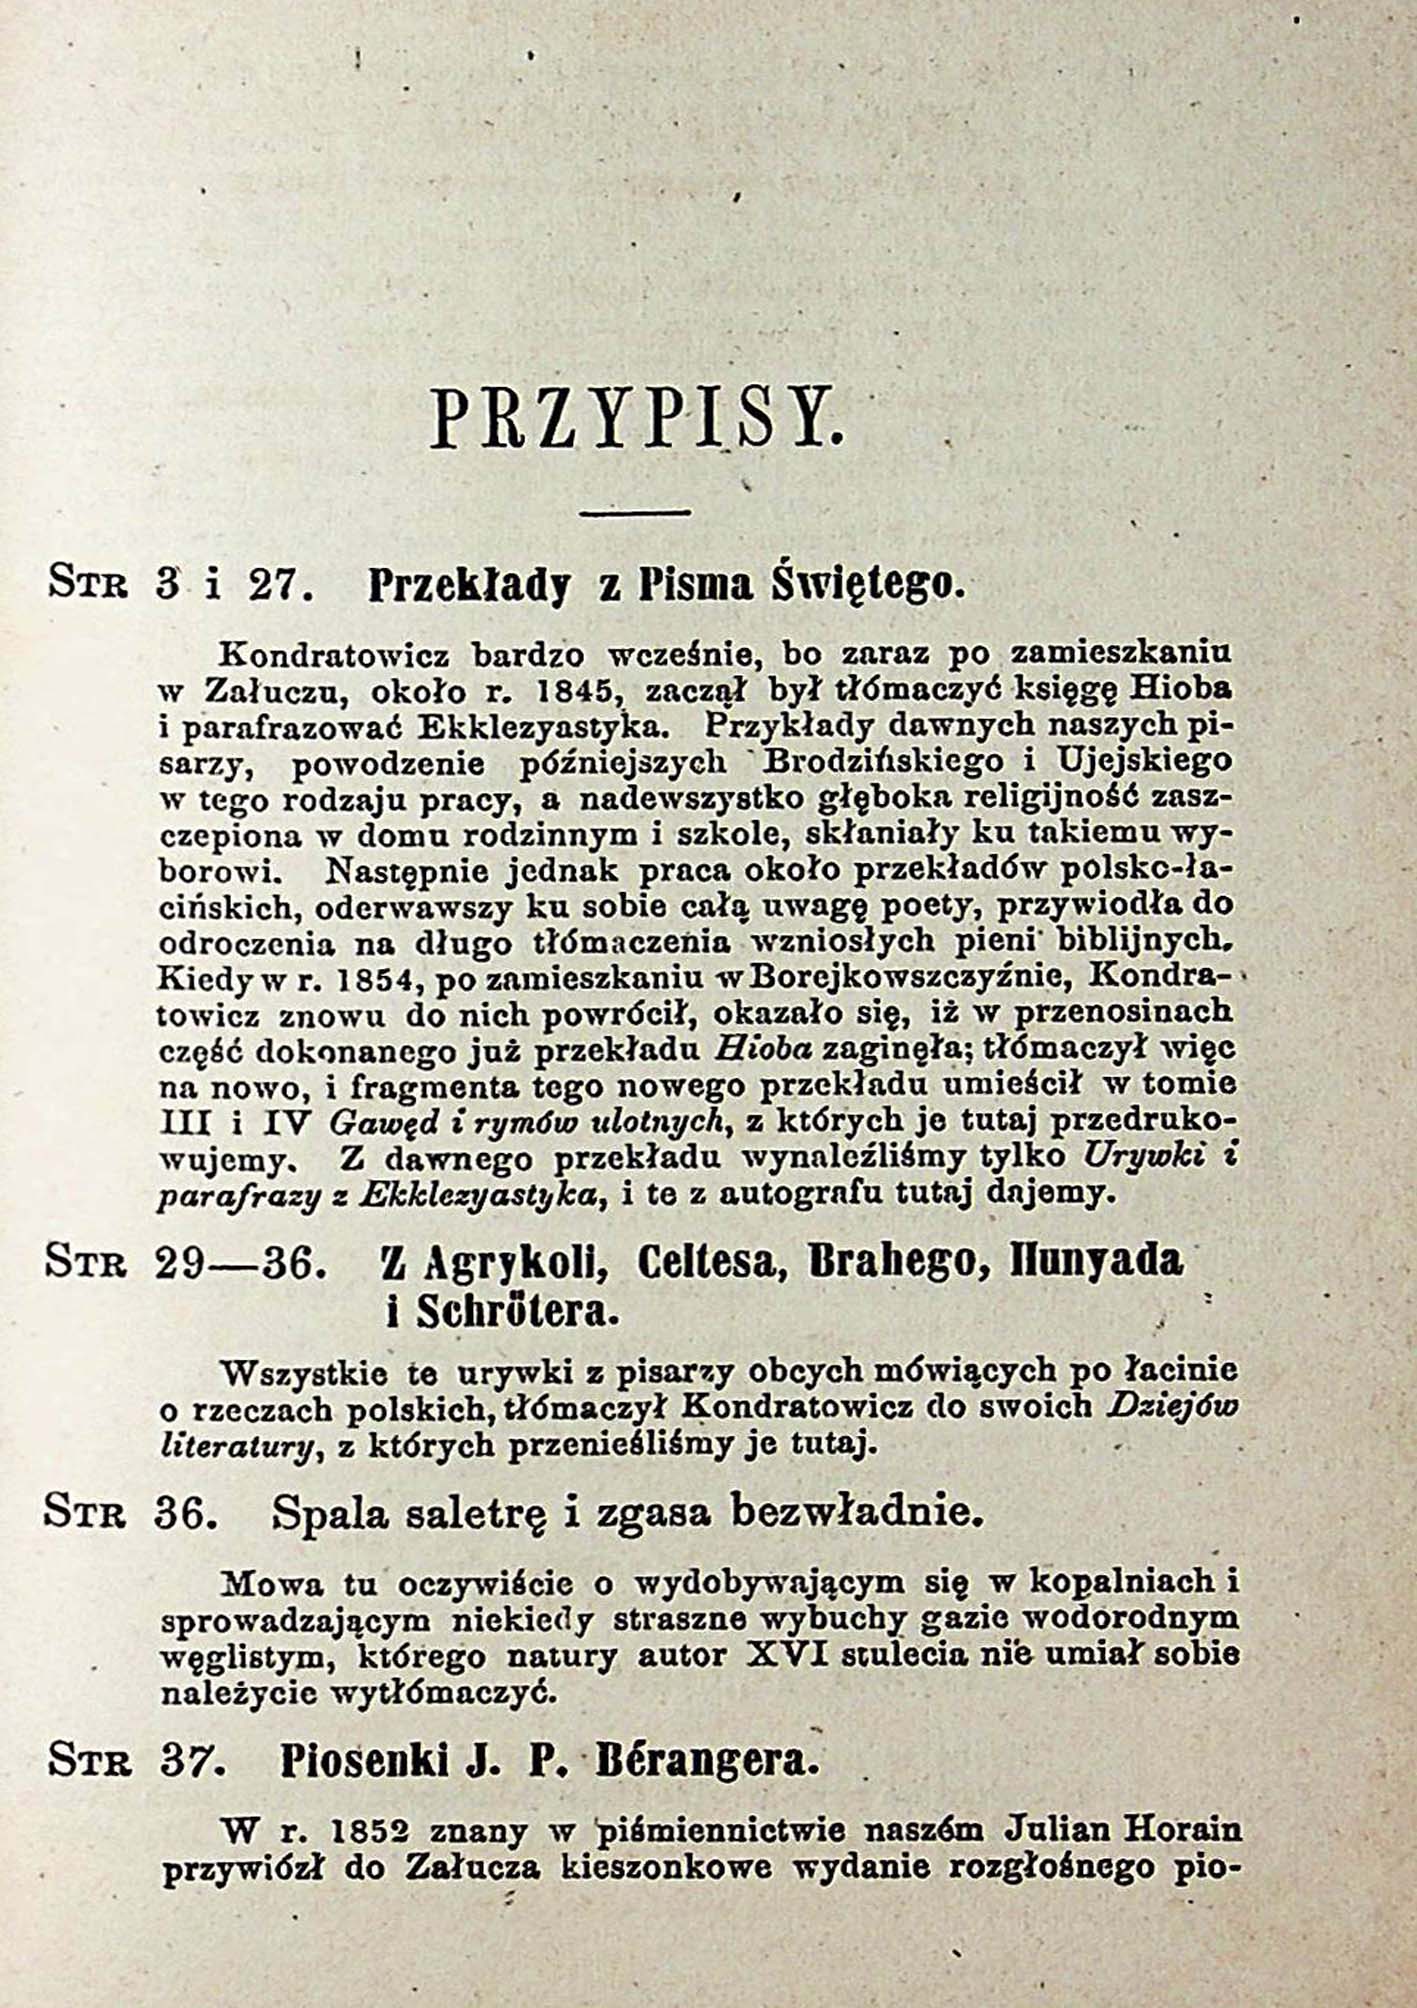 PRZYPISY.
STR 3 i 27. Przekłady z Pisma Świętego.
Kondratowicz bardzo wcześnie, bo zaraz po zamieszkaniu
w Załuczu, około r. 1845, zaczął był tłómaczyć księgę Hioba
i parafrazować Ekklezyastyka. Przykłady dawnych naszych pi-
sarzy, powodzenie późniejszych Brodzińskiego i Ujejskiego
w tego rodzaju pracy, a nadewszystko głęboka religijność zasz-
czepiona w domu rodzinnym i szkole, skłaniały ku takiemu wy-
borowi. Następnie jednak praca około przekładów polsko-ła-
cińskich, oderwawszy ku sobie całą uwagę poety, przywiodła do
odroczenia na długo tłómaczenia wzniosłych pieni biblijnych.
Kiedy w r. 1854, po zamieszkaniu w Borejkowszczyźnie, Kondra-
towicz znowu do nich powrócił, okazało się, iż w przenosinach
część dokonanego już przekładu Hioba zaginęła; tłómaczył więc
na nowo, i fragmenta tego nowego przekładu umieścił w tomie
III i IV Gawęd i rymów ulotnych, z których je tutaj przedruko-
wujemy. Z dawnego przekładu wynaleźliśmy tylko Urywki i
parafrazy z Ekklezyastyka, i te z autografu tutaj dajemy.
STR 29—36. Z Agrykoli, Celtesa, Brahego, Hunyada
i Schrötera.
Wszystkie te urywki z pisarzy obcych mówiących po łacinie
o rzeczach polskich, tłómaczył Kondratowicz do swoich Dziejów
literatury, z których przenieśliśmy je tutaj.
STR 36. Spala saletrę i zgasa bezwładnie.
Mowa tu oczywiście o wydobywającym się w kopalniach i
sprowadzającym niekiedy straszne wybuchy gazie wodorodnym
węglistym, którego natury autor XVI stulecia nie umiał sobie
należycie wytłómaczyć.
STR 37. Piosenki J. P. Bérangera.
W r. 1852 znany w piśmiennictwie naszém Julian Horain
przywiózł do Załucza kieszonkowe wydanie rozgłośnego pio-